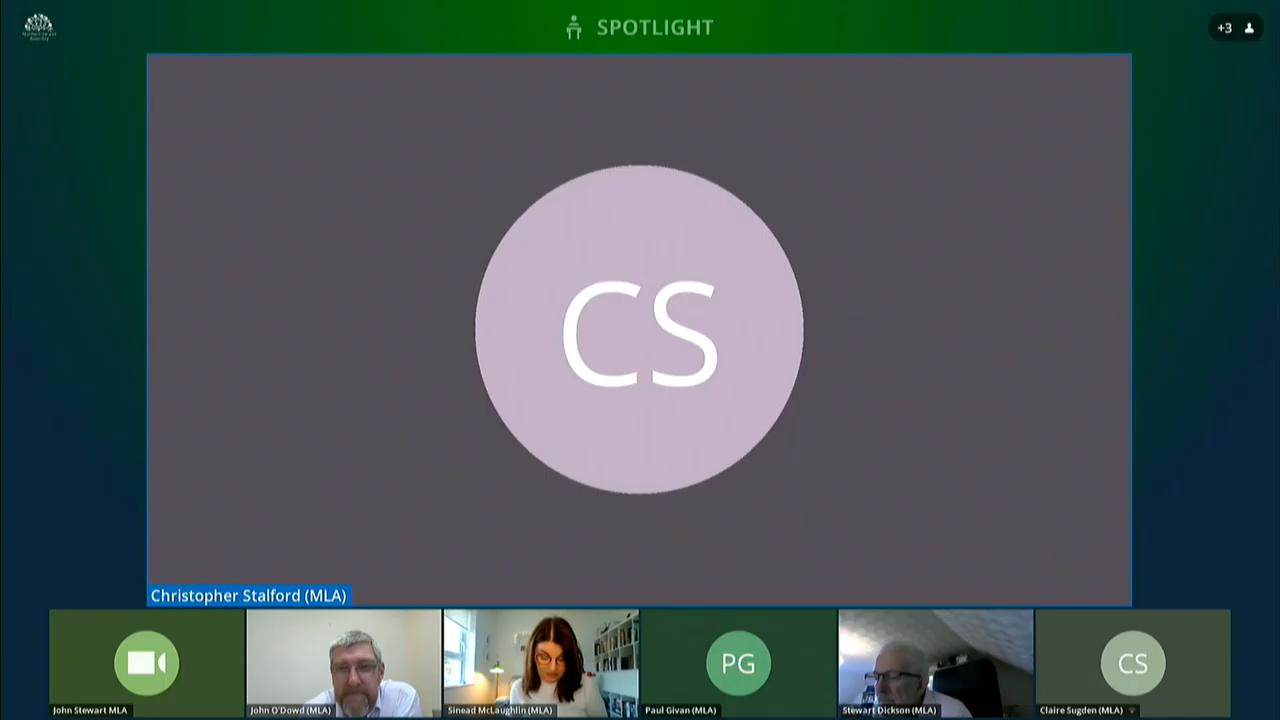 SPOTLIGHT
+3
CS
Christopher Stalford (MLA)
PG
CS
John Stewart MLA
John O'Dowd (MLA)
Sinead McLaughlin (MLA)
Paul Givan (MLA)
Stewart Dickson (MLA)
Claire Sugden (MLA)